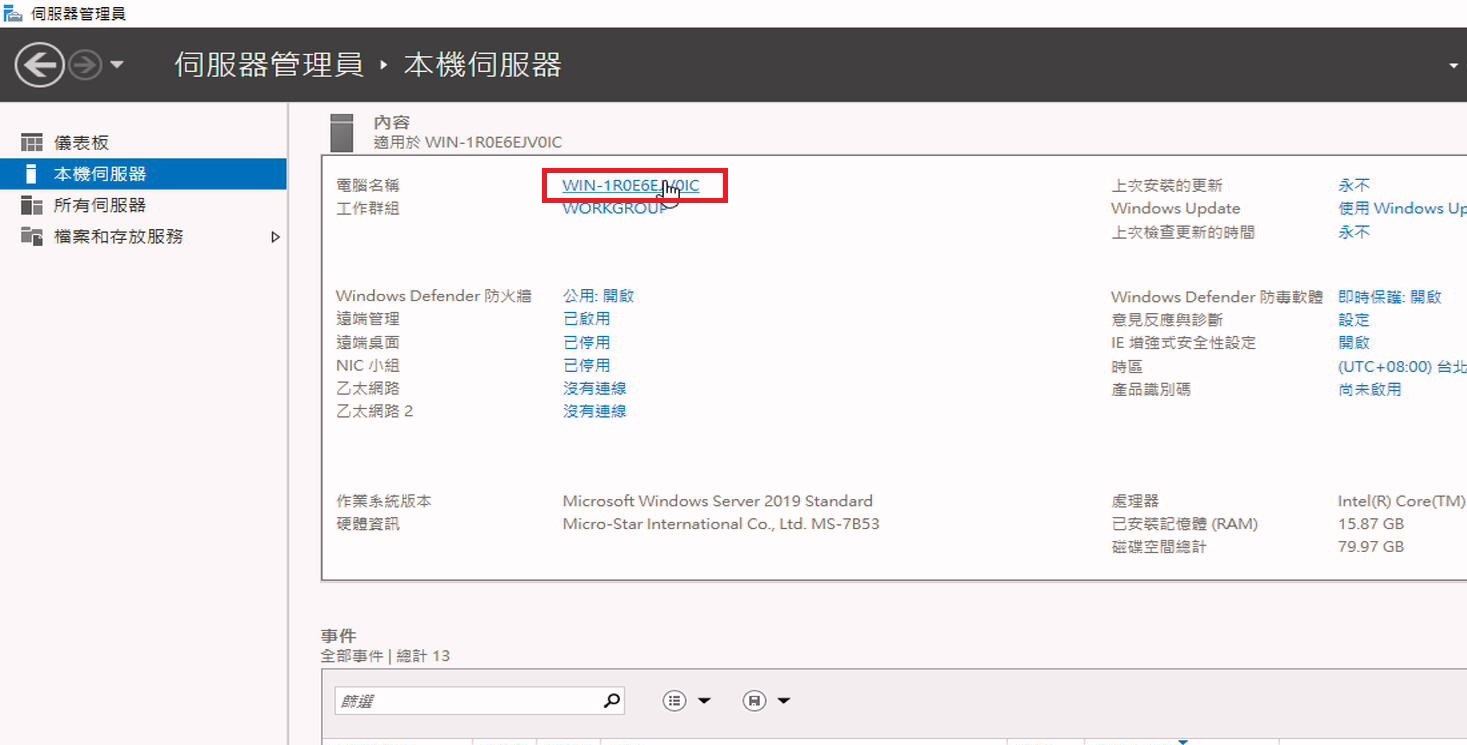 伺服器管理員
伺服器管理員 ‣ 本機伺服器
儀表板
本機伺服器
所有伺服器
檔案和存放服務
內容
適用於 WIN-1R0E6EJV0IC
電腦名稱 WIN-1R0E6EJV0IC 上次安裝的更新 永不
工作群組 WORKGROUP Windows Update 使用 Windows Up
上次檢查更新的時間 永不
Windows Defender 防火牆 公用: 開啟 Windows Defender 防毒軟體 即時保護: 開啟
遠端管理 已啟用 意見反應與診斷 設定
遠端桌面 已停用 IE 增強式安全性設定 開啟
NIC 小組 已停用 時區 (UTC+08:00) 台北
乙太網路 沒有連線 產品識別碼 尚未啟用
乙太網路 2 沒有連線
作業系統版本 Microsoft Windows Server 2019 Standard 處理器 Intel(R) Core(TM)
硬體資訊 Micro-Star International Co., Ltd. MS-7B53 已安裝記憶體 (RAM) 15.87 GB
磁碟空間總計 79.97 GB
事件
全部事件 | 總計 13
篩選